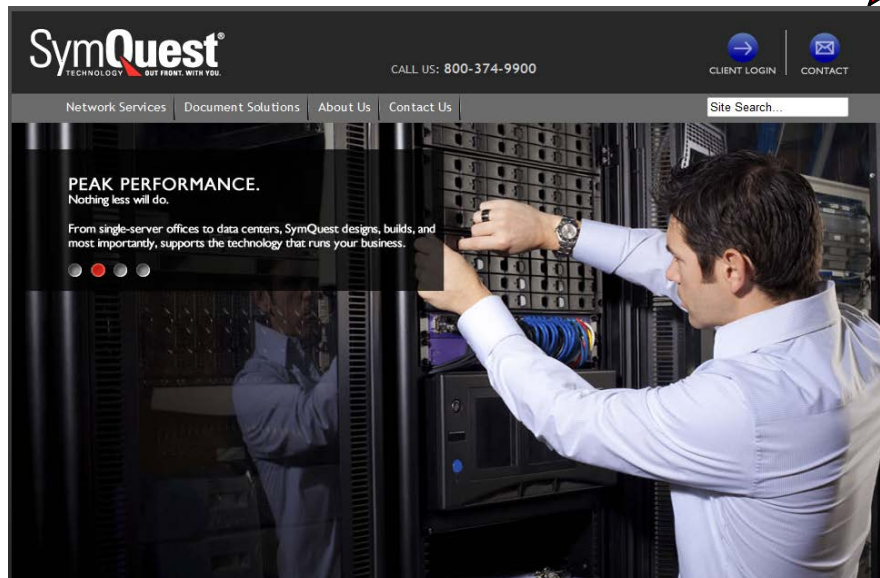 SymQuest®
TECHNOLOGY OUT FRONT. WITH YOU.
CALL US: 800-374-9900
CLIENT LOGIN
CONTACT
Network Services
Document Solutions
About Us
Contact Us
Site Search...
PEAK PERFORMANCE.
Nothing less will do.
From single-server offices to data centers, SymQuest designs, builds, and
most importantly, supports the technology that runs your business.